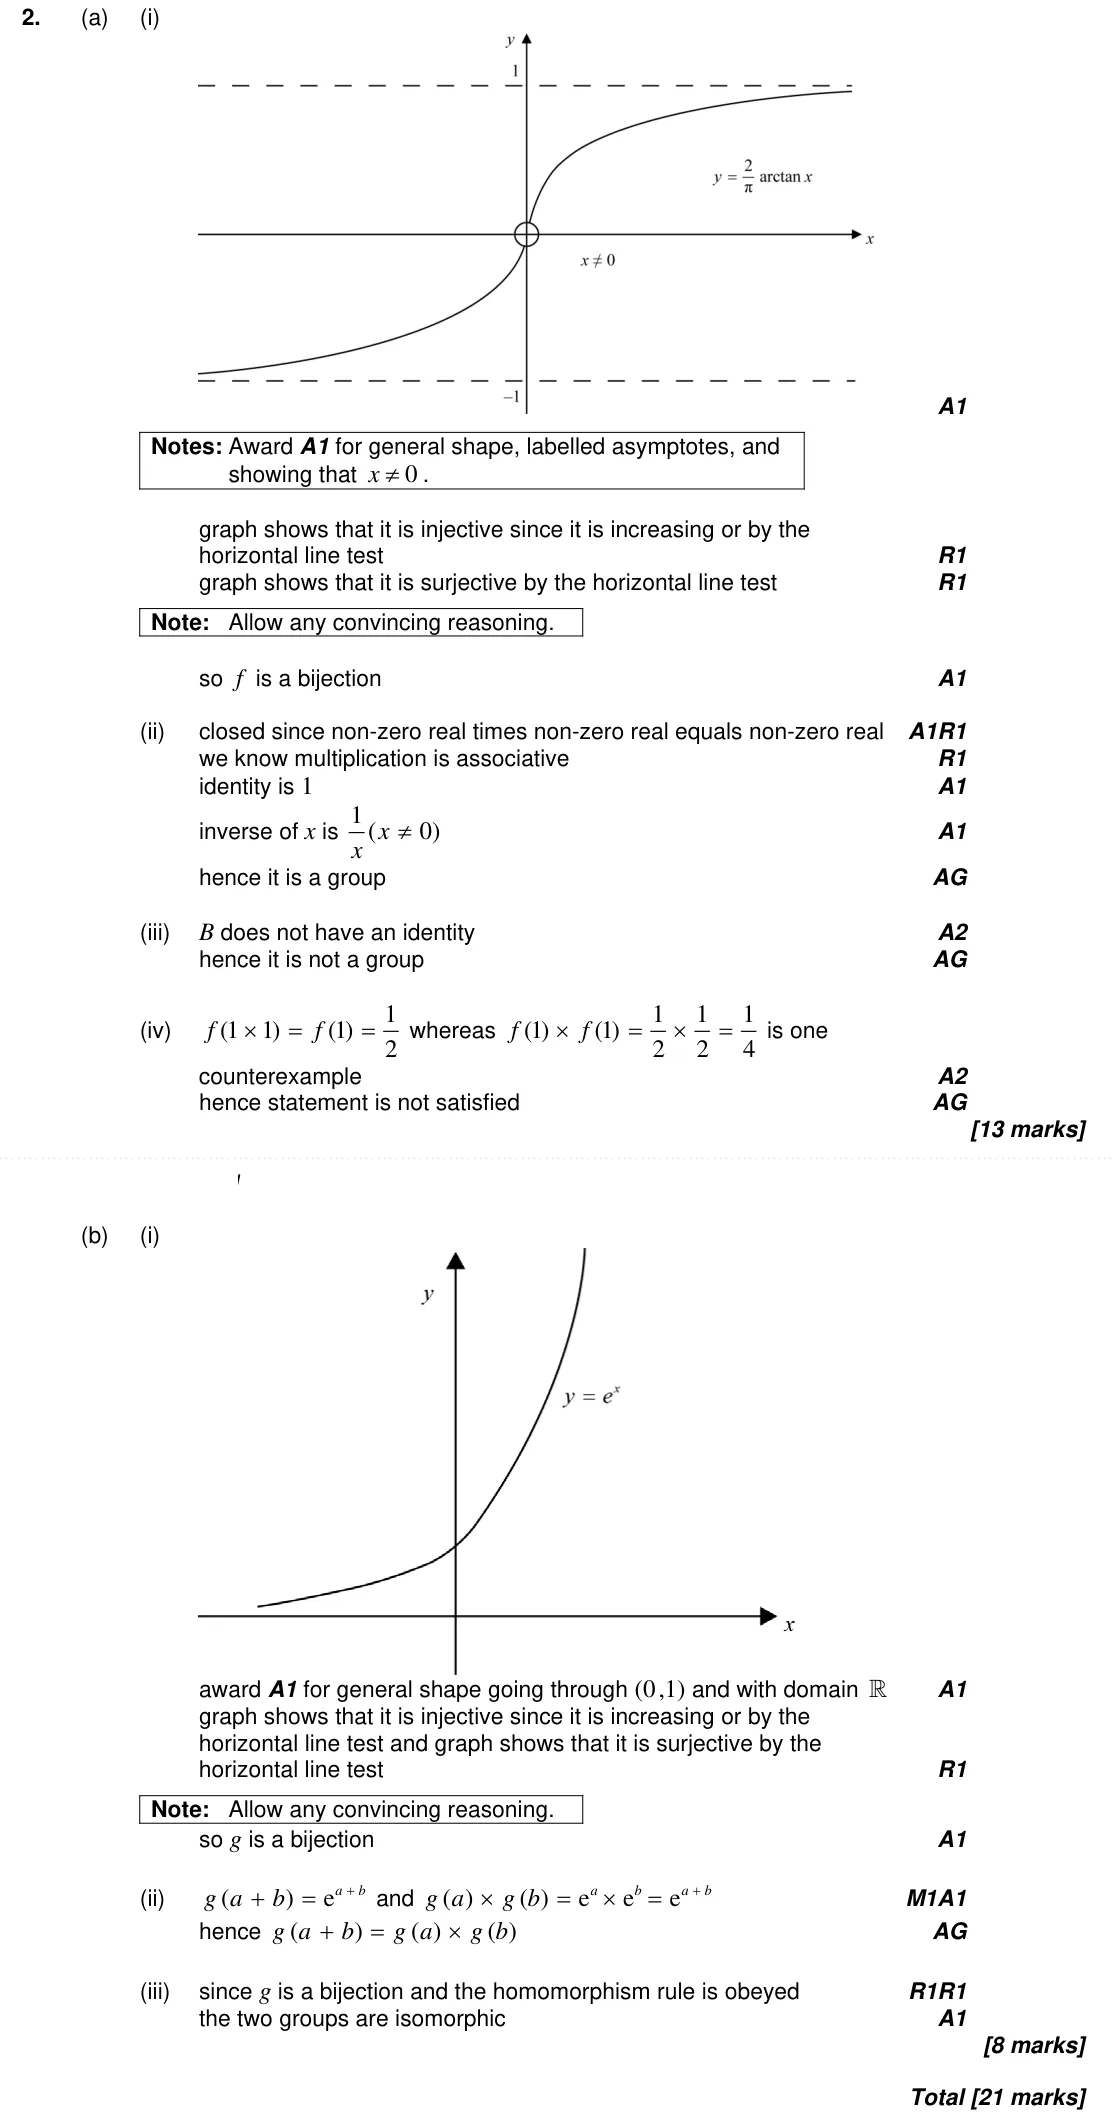 2. (a) (i)
y
1
y = 2/π arctan x
x
x ≠ 0
–1
A1
Notes: Award A1 for general shape, labelled asymptotes, and
showing that x ≠ 0 .
graph shows that it is injective since it is increasing or by the
horizontal line test R1
graph shows that it is surjective by the horizontal line test R1
Note: Allow any convincing reasoning.
so f is a bijection A1
(ii) closed since non-zero real times non-zero real equals non-zero real A1R1
we know multiplication is associative R1
identity is 1 A1
inverse of x is 1/x (x ≠ 0) A1
hence it is a group AG
(iii) B does not have an identity A2
hence it is not a group AG
(iv) f (1 × 1) = f (1) = 1/2 whereas f (1) × f (1) = 1/2 × 1/2 = 1/4 is one
counterexample A2
hence statement is not satisfied AG
[13 marks]
(b) (i)
y
y = eˣ
x
award A1 for general shape going through (0,1) and with domain ℝ A1
graph shows that it is injective since it is increasing or by the
horizontal line test and graph shows that it is surjective by the
horizontal line test R1
Note: Allow any convincing reasoning.
so g is a bijection A1
(ii) g (a + b) = eᵃ⁺ᵇ and g (a) × g (b) = eᵃ × eᵇ = eᵃ⁺ᵇ M1A1
hence g (a + b) = g (a) × g (b) AG
(iii) since g is a bijection and the homomorphism rule is obeyed R1R1
the two groups are isomorphic A1
[8 marks]
Total [21 marks]